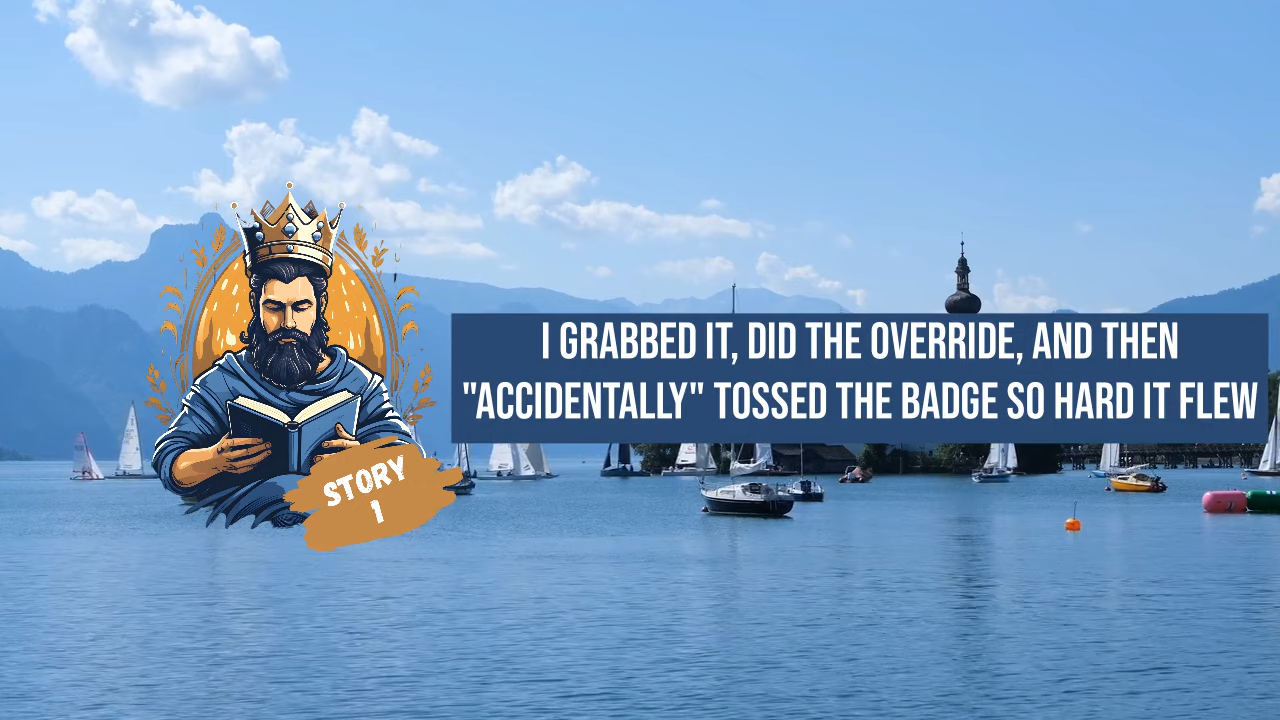 I GRABBED IT, DID THE OVERRIDE, AND THEN
"ACCIDENTALLY" TOSSED THE BADGE SO HARD IT FLEW
STORY
1